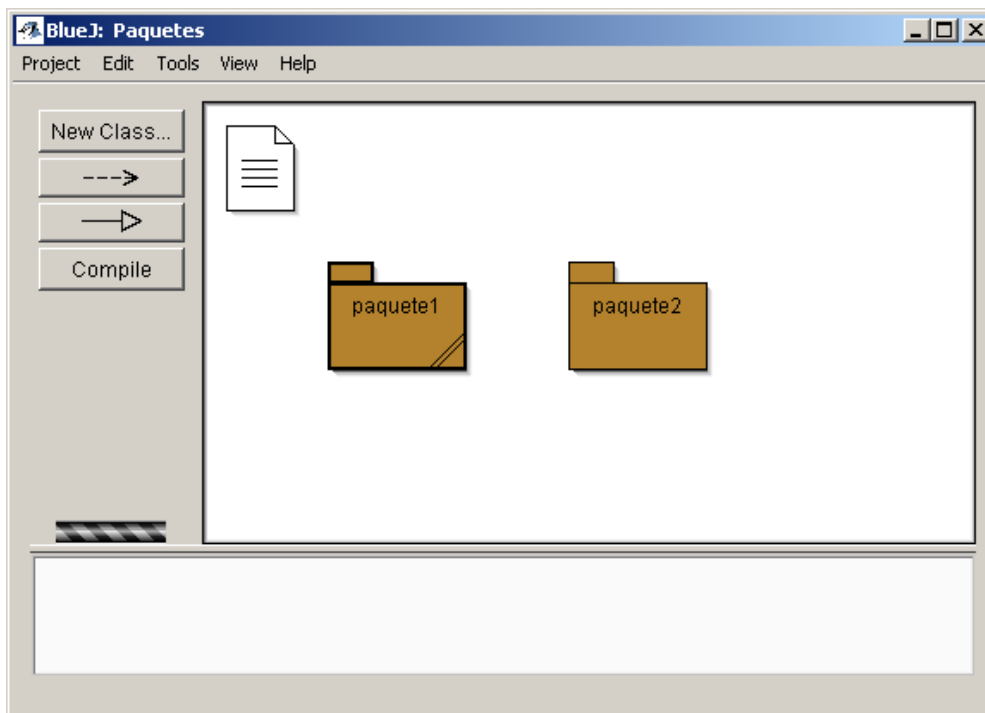 BlueJ: Paquetes
Project Edit Tools View Help
New Class...
Compile
paquete1
paquete2